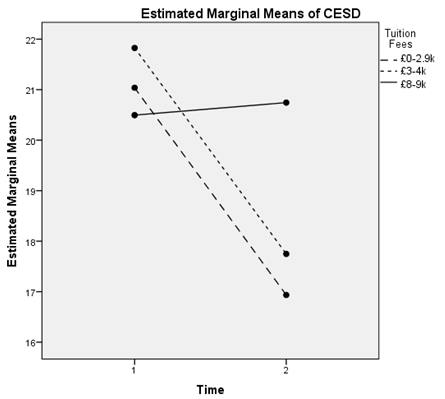 Estimated Marginal Means of CESD
Tuition
Fees
£0-2.9k
£3-4k
£8-9k
Estimated Marginal Means
22
21
20
19
18
17
16
1
2
Time